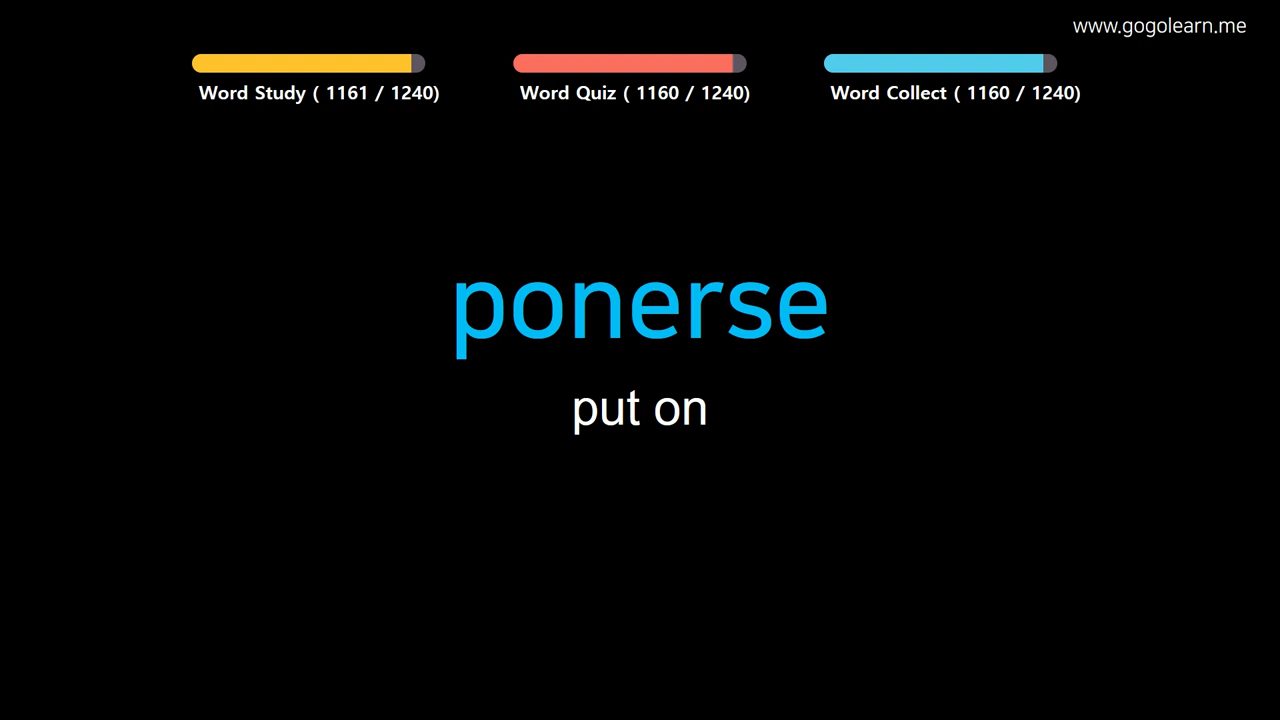 www.gogolearn.me
Word Study ( 1161 / 1240)
Word Quiz ( 1160 / 1240)
Word Collect ( 1160 / 1240)
ponerse
put on